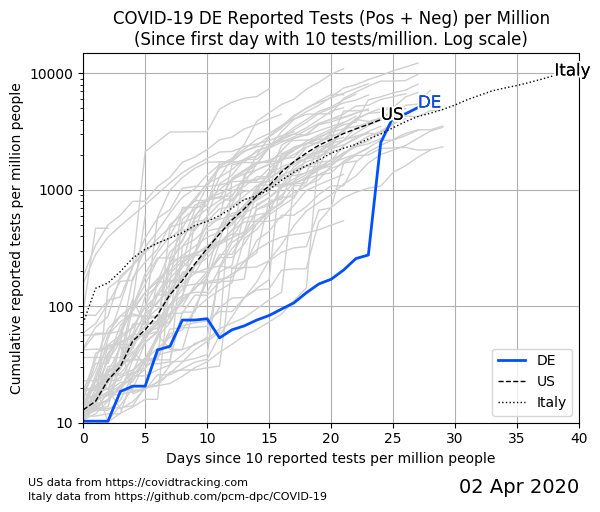 COVID-19 DE Reported Tests (Pos + Neg) per Million
(Since first day with 10 tests/million. Log scale)
Cumulative reported tests per million people
10000
1000
100
10
Italy
US
DE
DE
US
Italy
0 5 10 15 20 25 30 35 40
Days since 10 reported tests per million people
US data from https://covidtracking.com
Italy data from https://github.com/pcm-dpc/COVID-19
02 Apr 2020